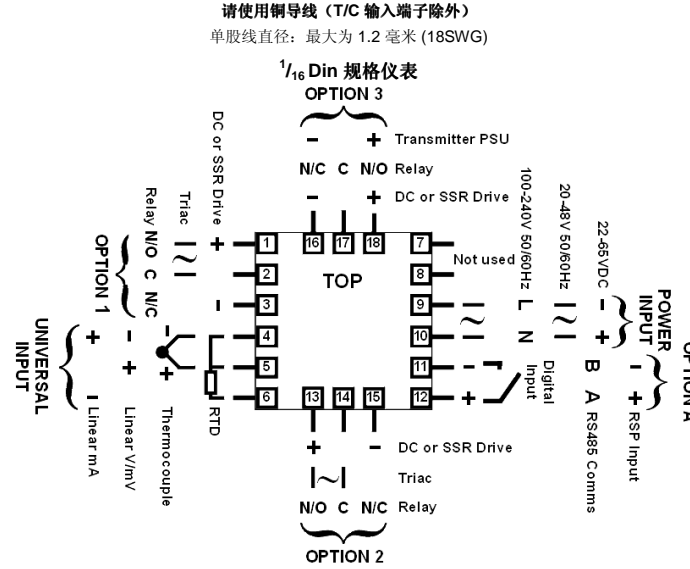 请使用铜导线（T/C 输入端子除外）
单股线直径：最大为 1.2 毫米 (18SWG)
1/16 Din 规格仪表
OPTION 3
- + Transmitter PSU
N/C C N/O Relay
- + DC or SSR Drive
16 17 18
TOP
OPTION 1
Relay N/O C N/C
Triac ~
DC or SSR Drive + -
1
2
3
4
5
6
UNIVERSAL INPUT
+ - Linear mA
- + Linear V/mV
- + Thermocouple
RTD
7
8
9
10
11
12
Not used
~
100-240V 50/60Hz L N
20-48V 50/60Hz ~
22-65VDC - +
POWER INPUT
- +
Digital Input
B A RS485 Comms
- + RSP Input
OPTION A
13 14 15
+ - DC or SSR Drive
~ Triac
N/O C N/C Relay
OPTION 2